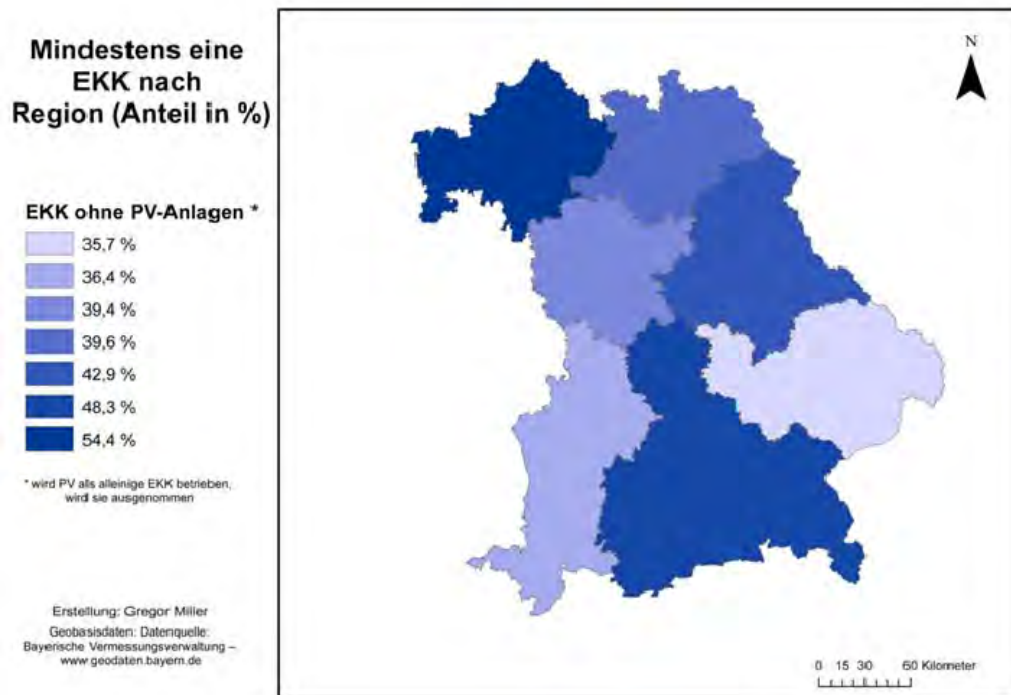 Mindestens eine
EKK nach
Region (Anteil in %)
EKK ohne PV-Anlagen *
35,7 %
36,4 %
39,4 %
39,6 %
42,9 %
48,3 %
54,4 %
* wird PV als alleinige EKK betrieben,
wird sie ausgenommen
Erstellung: Gregor Miller
Geobasisdaten: Datenquelle:
Bayerische Vermessungsverwaltung –
www.geodaten.bayern.de
N
0 15 30 60 Kilometer